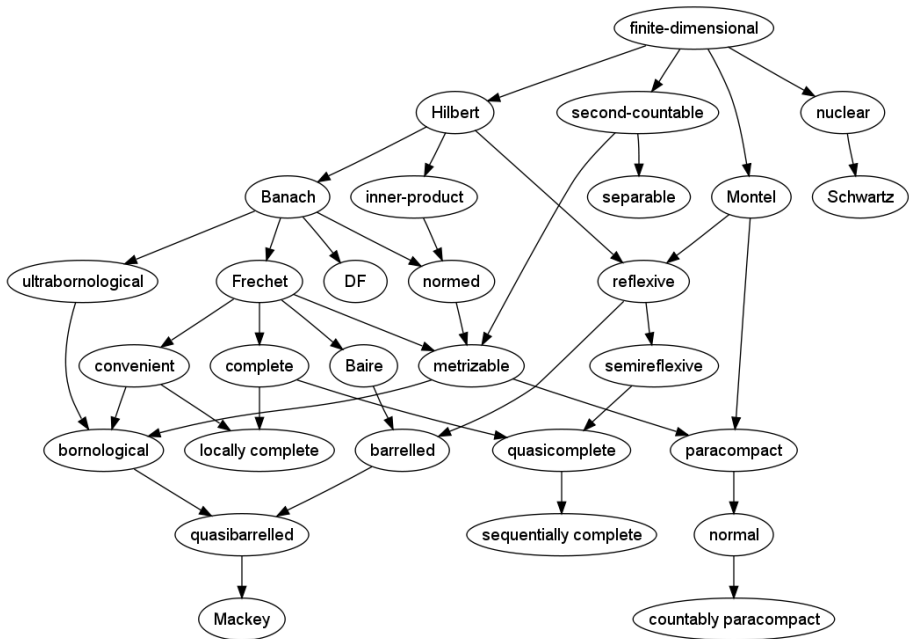 finite-dimensional
Hilbert
second-countable
nuclear
Banach
inner-product
separable
Montel
Schwartz
ultrabornological
Frechet
DF
normed
reflexive
convenient
complete
Baire
metrizable
semireflexive
bornological
locally complete
barrelled
quasicomplete
paracompact
quasibarrelled
sequentially complete
normal
Mackey
countably paracompact